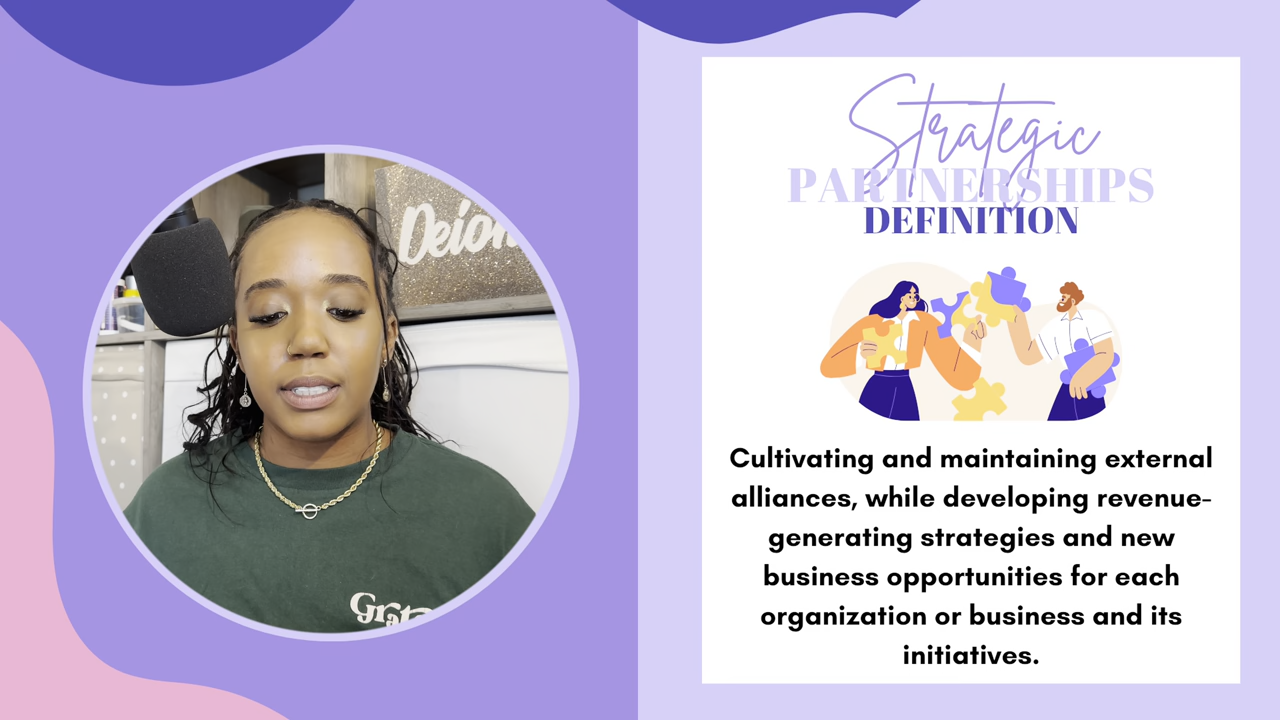 Strategic
PARTNERSHIPS
DEFINITION
Cultivating and maintaining external
alliances, while developing revenue-
generating strategies and new
business opportunities for each
organization or business and its
initiatives.